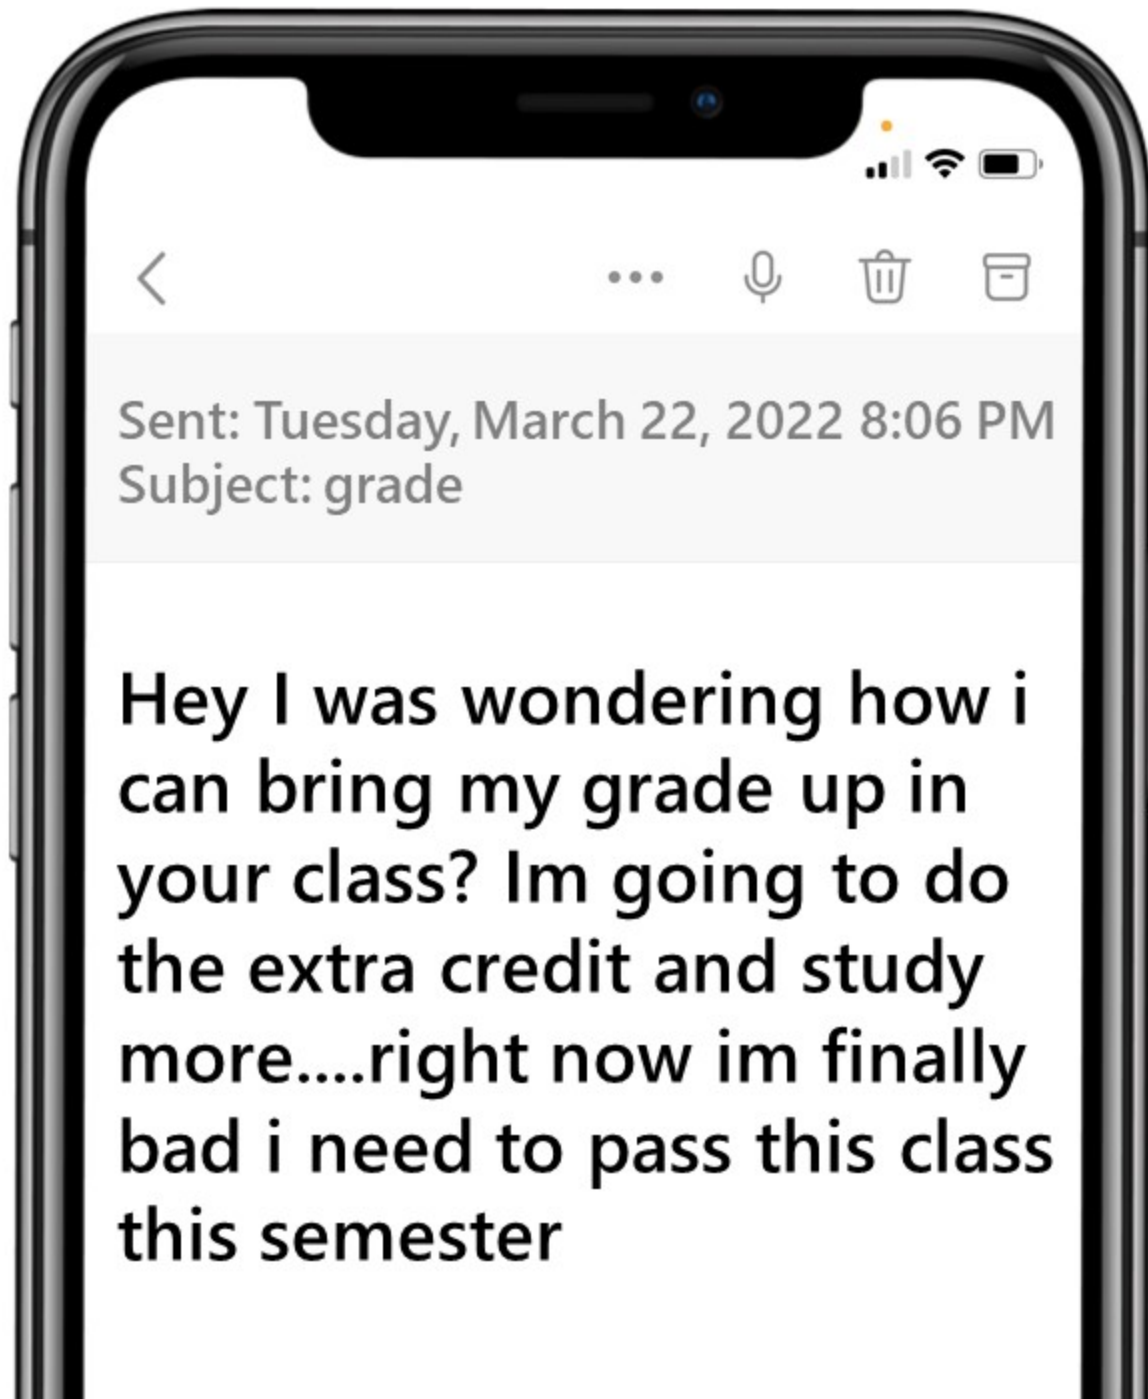 Sent: Tuesday, March 22, 2022 8:06 PM
Subject: grade
Hey I was wondering how i
can bring my grade up in
your class? Im going to do
the extra credit and study
more....right now im finally
bad i need to pass this class
this semester